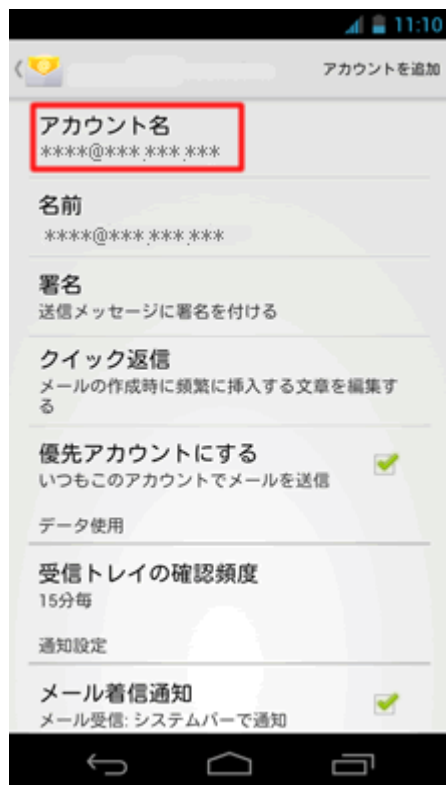 11:10
アカウントを追加
アカウント名
****@***.***.***
名前
****@***.***.***
署名
送信メッセージに署名を付ける
クイック返信
メールの作成時に頻繁に挿入する文章を編集す
る
優先アカウントにする
いつもこのアカウントでメールを送信
データ使用
受信トレイの確認頻度
15分毎
通知設定
メール着信通知
メール受信: システムバーで通知